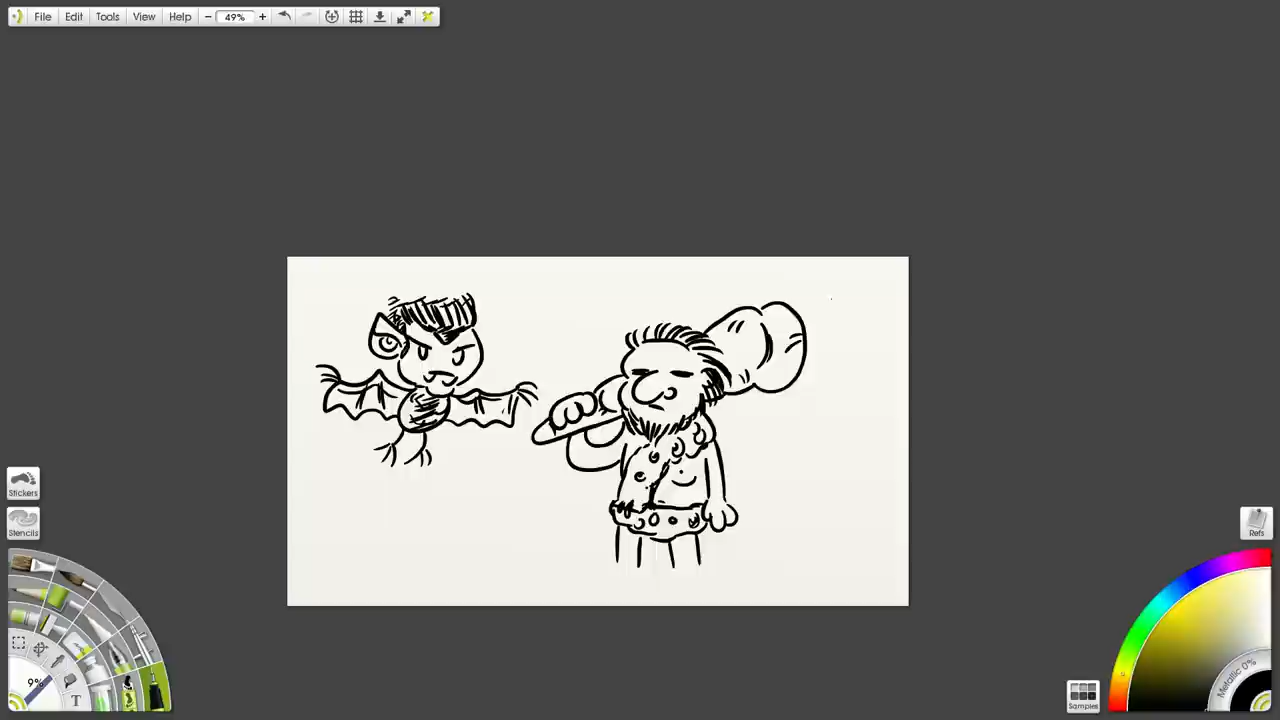 File Edit Tools View Help − 49% +
Stickers
Stencils
Refs
9%
T
Metallic 0%
Samples